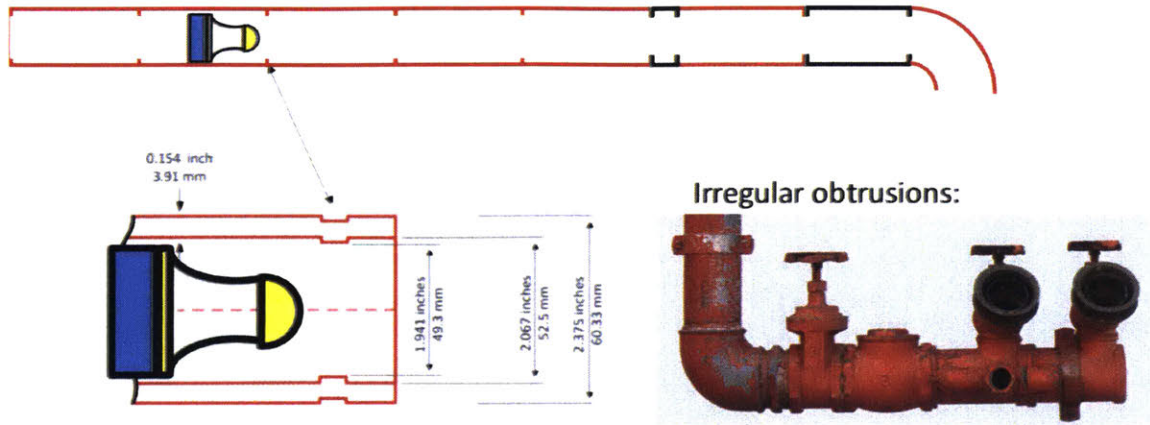 0.154 inch
3.91 mm
Irregular obtrusions:
1.941 inches
49.3 mm
2.067 inches
52.5 mm
2.375 inches
60.33 mm